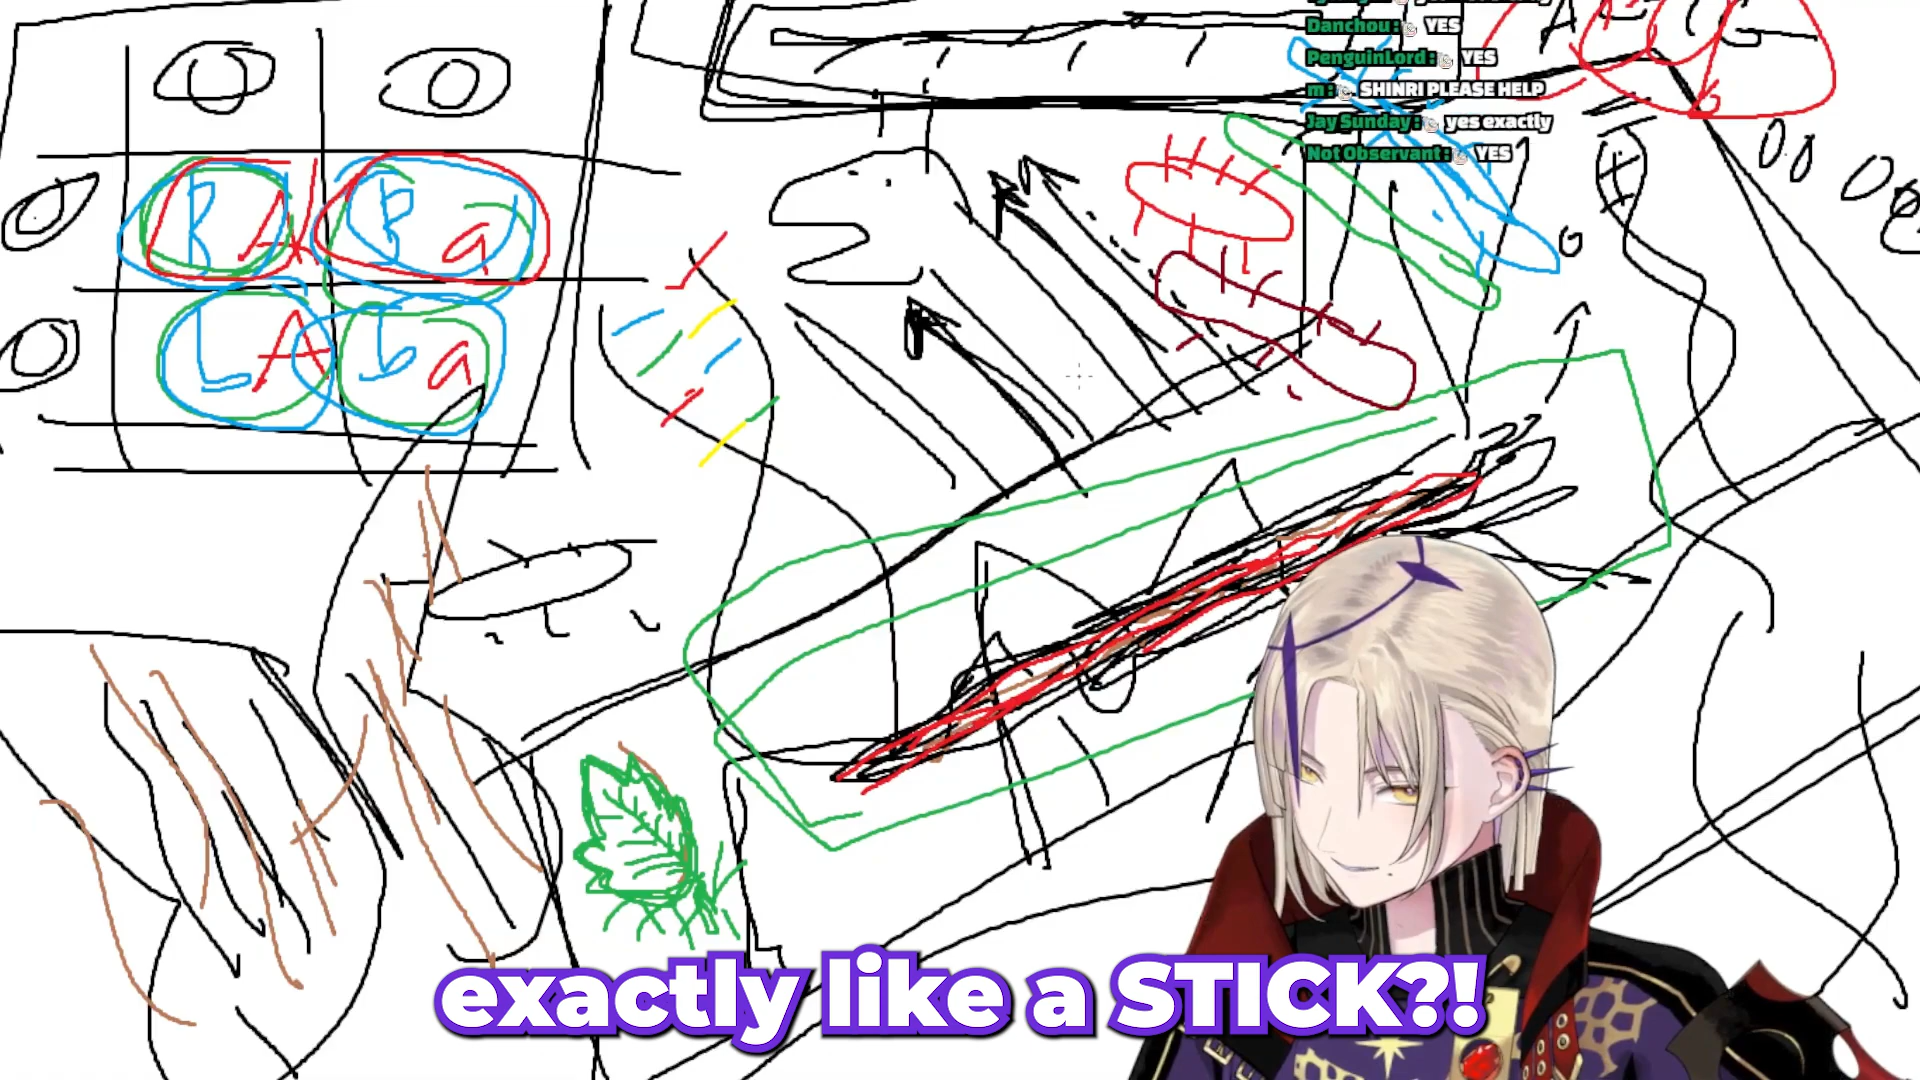 Danchou: YES
PenguinLord: YES
m: SHINRI PLEASE HELP
Jay Sunday: yes exactly
Not Observant: YES
B A
B a
b A
b a
exactly like a STICK?!